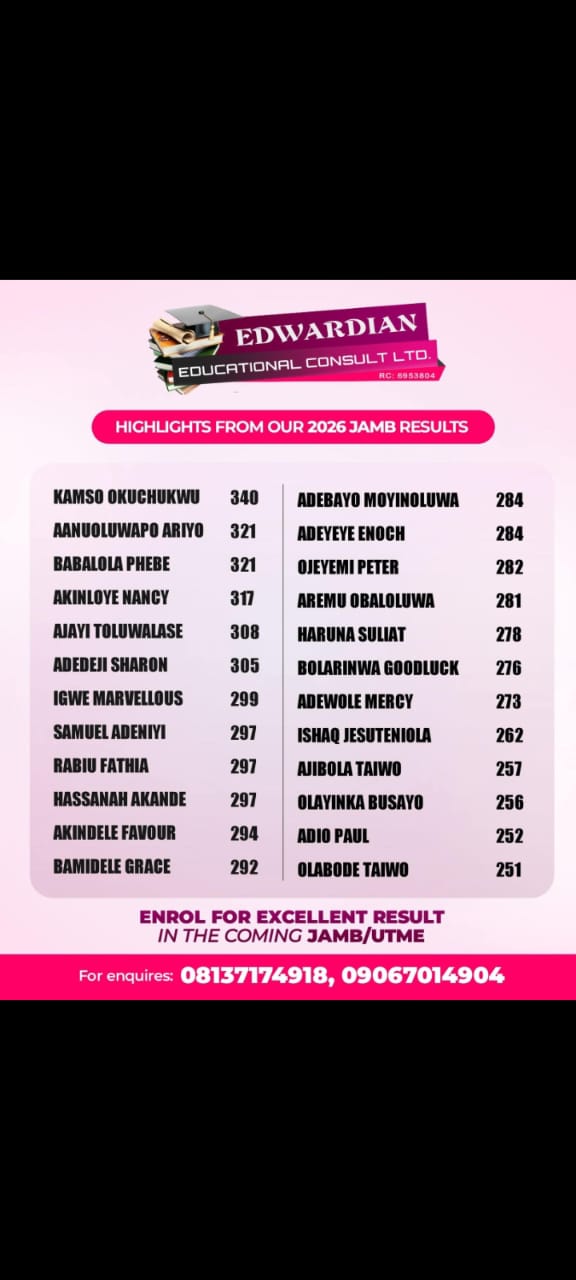 EDWARDIAN
EDUCATIONAL CONSULT LTD.
RC: 6953804
HIGHLIGHTS FROM OUR 2026 JAMB RESULTS
KAMSO OKUCHUKWU 340
AANUOLUWAPO ARIYO 321
BABALOLA PHEBE 321
AKINLOYE NANCY 317
AJAYI TOLUWALASE 308
ADEDEJI SHARON 305
IGWE MARVELLOUS 299
SAMUEL ADENIYI 297
RABIU FATHIA 297
HASSANAH AKANDE 297
AKINDELE FAVOUR 294
BAMIDELE GRACE 292
ADEBAYO MOYINOLUWA 284
ADEYEYE ENOCH 284
OJEYEMI PETER 282
AREMU OBALOLUWA 281
HARUNA SULIAT 278
BOLARINWA GOODLUCK 276
ADEWOLE MERCY 273
ISHAQ JESUTENIOLA 262
AJIBOLA TAIWO 257
OLAYINKA BUSAYO 256
ADIO PAUL 252
OLABODE TAIWO 251
ENROL FOR EXCELLENT RESULT
IN THE COMING JAMB/UTME
For enquires: 08137174918, 09067014904